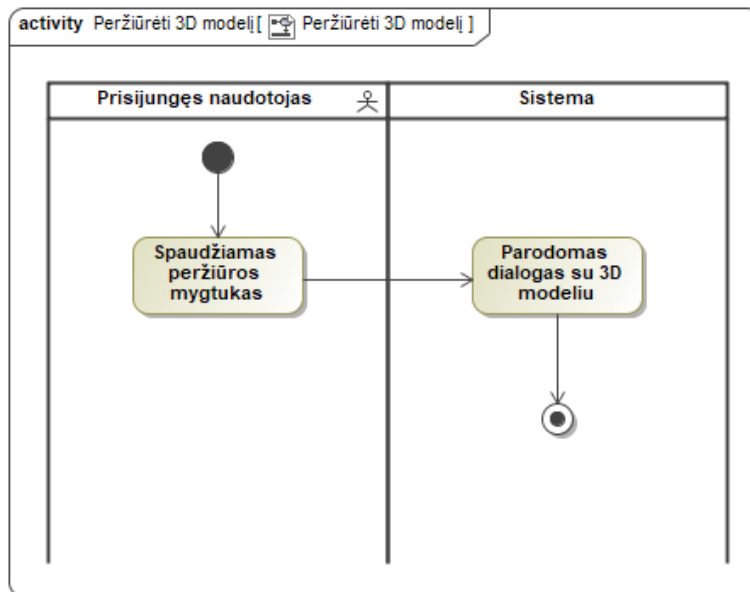 activity Peržiūrėti 3D modelį[ Peržiūrėti 3D modelį ]
Prisijungęs naudotojas
Sistema
Spaudžiamas
peržiūros
mygtukas
Parodomas
dialogas su 3D
modeliu